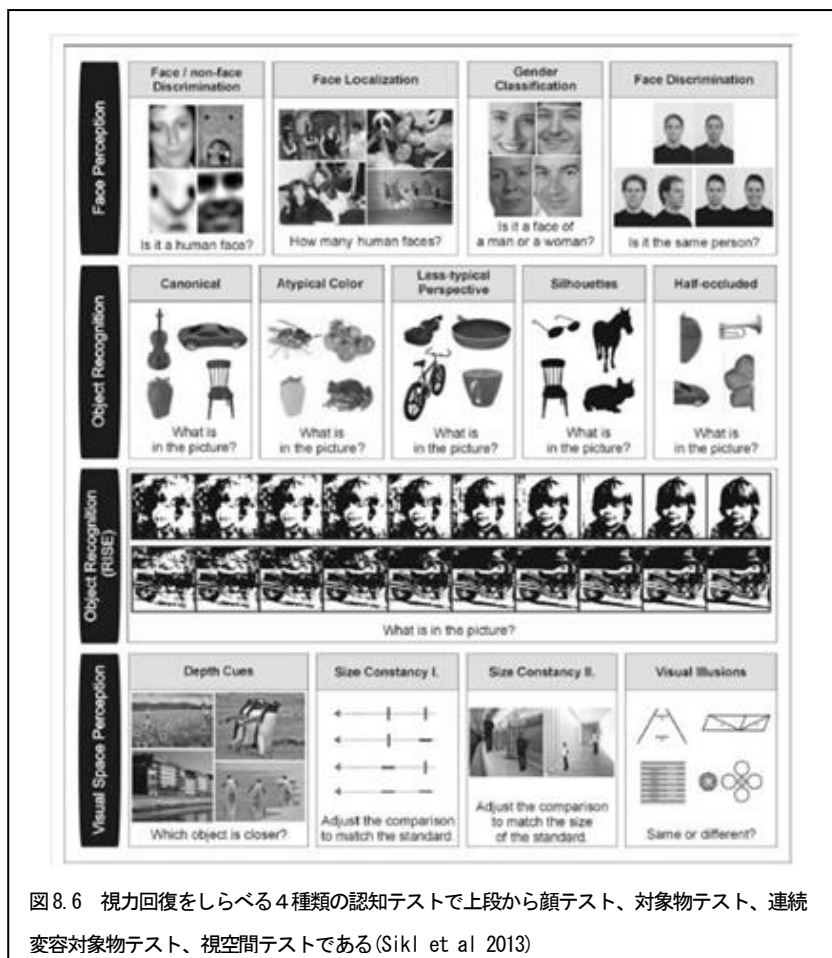 Face Perception
Face / non-face
Discrimination
Is it a human face?
Face Localization
How many human faces?
Gender
Classification
Is it a face of
a man or a woman?
Face Discrimination
Is it the same person?
Object Recognition
Canonical
What is
in the picture?
Atypical Color
What is
in the picture?
Less-typical
Perspective
What is
in the picture?
Silhouettes
What is
in the picture?
Half-occluded
What is
in the picture?
Object Recognition
(RISE)
What is in the picture?
Visual Space Perception
Depth Cues
Which object is closer?
Size Constancy I.
Adjust the comparison
to match the standard
Size Constancy II.
Adjust the comparison
to match the size
of the standard.
Visual Illusions
Same or different?
図8.6 視力回復をしらべる４種類の認知テストで上段から顔テスト、対象物テスト、連続
変容対象物テスト、視空間テストである(Sikl et al 2013)